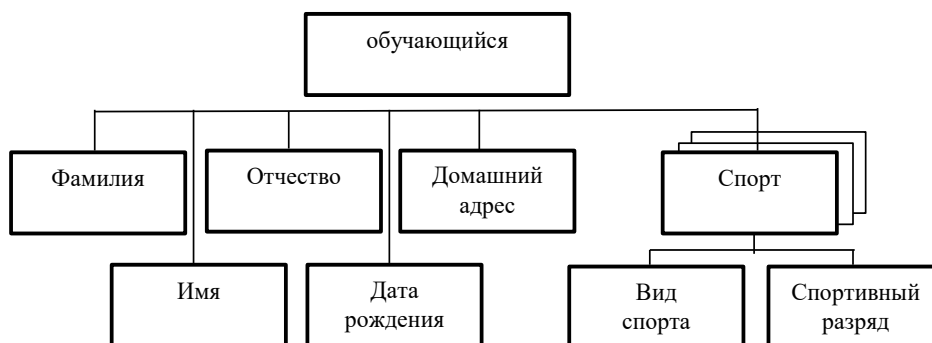 обучающийся
Фамилия
Отчество
Домашний
адрес
Спорт
Имя
Дата
рождения
Вид
спорта
Спортивный
разряд